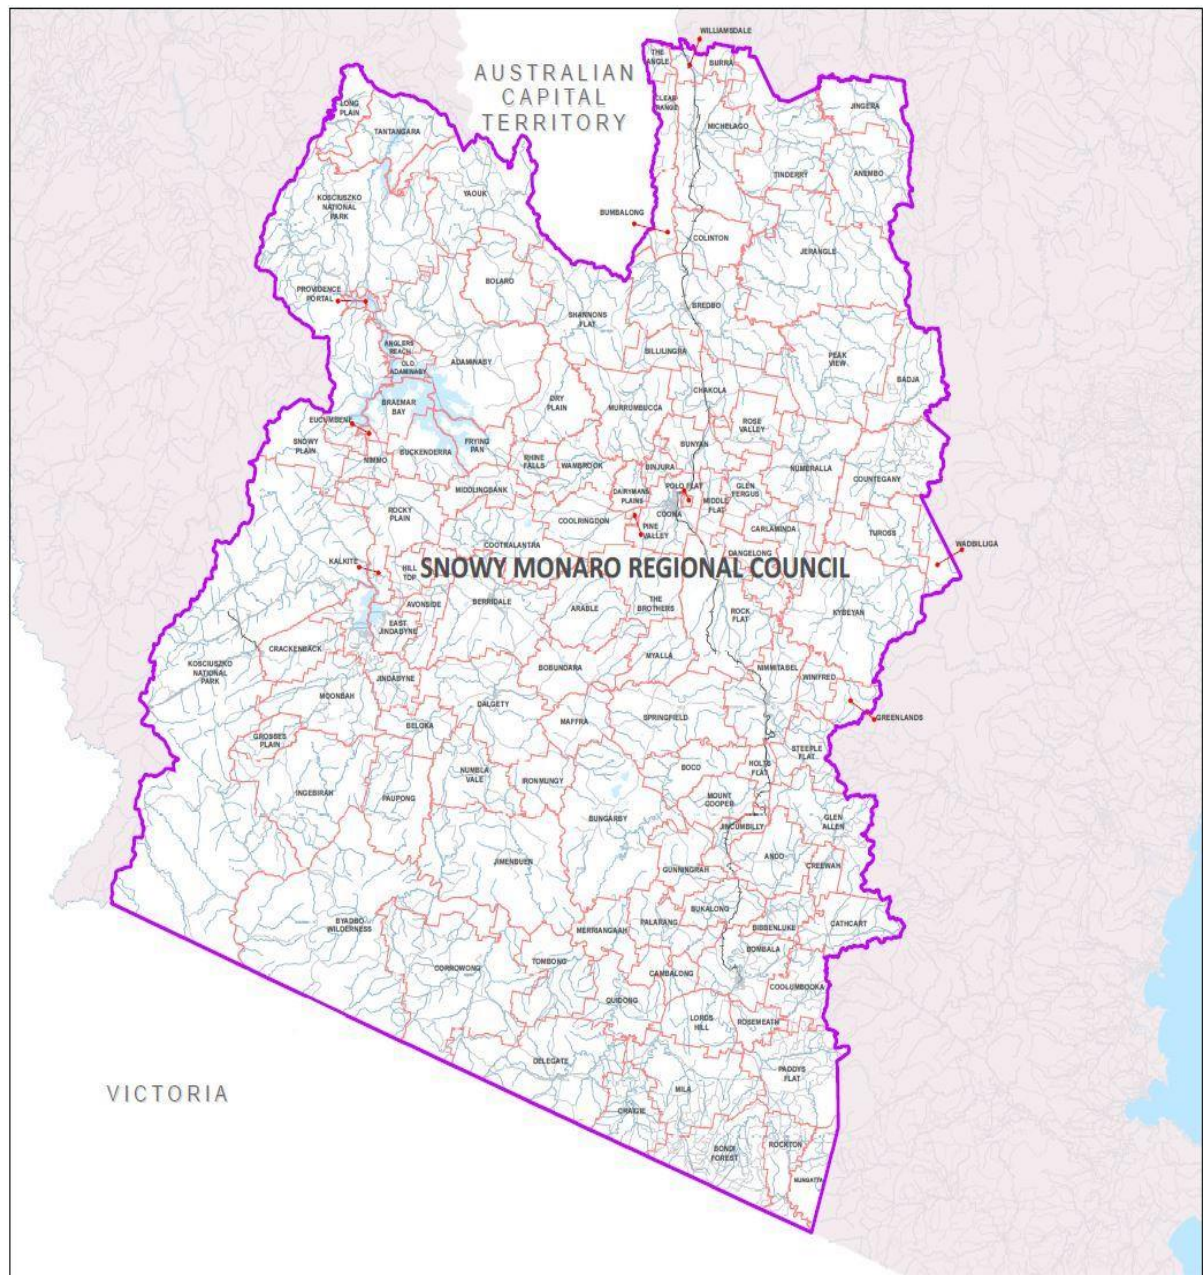 WILLIAMSDALE
THE
ANGLE
BURRA
AUSTRALIAN
CAPITAL
TERRITORY
CLEAR
RANGE
LONG
PLAIN
JINGERA
TANTANGARA
MICHELAGO
TINDERRY
ANEMBO
YAOUK
KOSCIUSZKO
NATIONAL
PARK
BUMBALONG
COLINTON
JERANGLE
BOLARO
PROVIDENCE
PORTAL
BREDBO
SHANNONS
FLAT
ANGLERS
REACH
OLD
ADAMINABY
ADAMINABY
BILLILINGRA
PEAK
VIEW
BADJA
CHAKOLA
BRAEMAR
BAY
DRY
PLAIN
MURRUMBUCCA
EUCUMBENE
ROSE
VALLEY
SNOWY
PLAIN
FRYING
PAN
BUNYAN
NIMMO
BUCKENDERRA
RHINE
FALLS
WAMBROOK
BINJURA
NUMERALLA
COUNTEGANY
MIDDLINGBANK
DAIRYMANS
PLAINS
POLO FLAT
GLEN
FERGUS
MIDDLE
FLAT
ROCKY
PLAIN
COOLRINGDON
COOMA
PINE
VALLEY
CARLAMINDA
TUROSS
COOTRALANTRA
DANGELONG
WADBILLIGA
KALKITE
HILL
TOP
SNOWY MONARO REGIONAL COUNCIL
AVONSIDE
BERRIDALE
ARABLE
THE
BROTHERS
ROCK
FLAT
KYBEYAN
EAST
JINDABYNE
CRACKENBACK
MYALLA
KOSCIUSZKO
NATIONAL
PARK
BOBUNDARA
NIMMITABEL
WINIFRED
JINDABYNE
MOONBAH
DALGETY
MAFFRA
SPRINGFIELD
GREENLANDS
BELOKA
GROSSES
PLAIN
STEEPLE
FLAT
NUMBLA
VALE
IRONMUNGY
BOCO
HOLTS
FLAT
INGEBIRAH
PAUPONG
MOUNT
COOPER
BUNGARBY
GLEN
ALLEN
JINCUMBILLY
JIMENBUEN
ANDO
CREEWAH
GUNNINGRAH
BUKALONG
BYADBO
WILDERNESS
PALARANG
CATHCART
MERRIANGAAH
BIBBENLUKE
BOMBALA
CORROWONG
TOMBONG
CAMBALONG
COOLUMBOOKA
QUIDONG
LORDS
HILL
ROSEMEATH
DELEGATE
PADDYS
FLAT
MILA
VICTORIA
CRAIGIE
BONDI
FOREST
ROCKTON
NUNGATTA